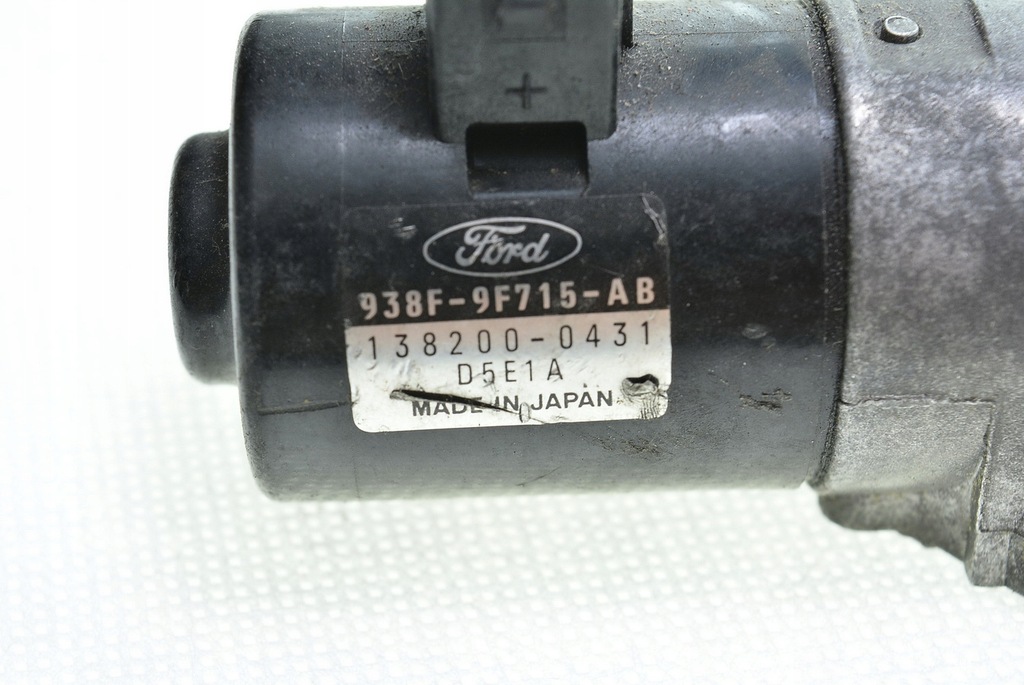 +
Ford
938F-9F715-AB
138200-0431
D5E1A
MADE IN JAPAN